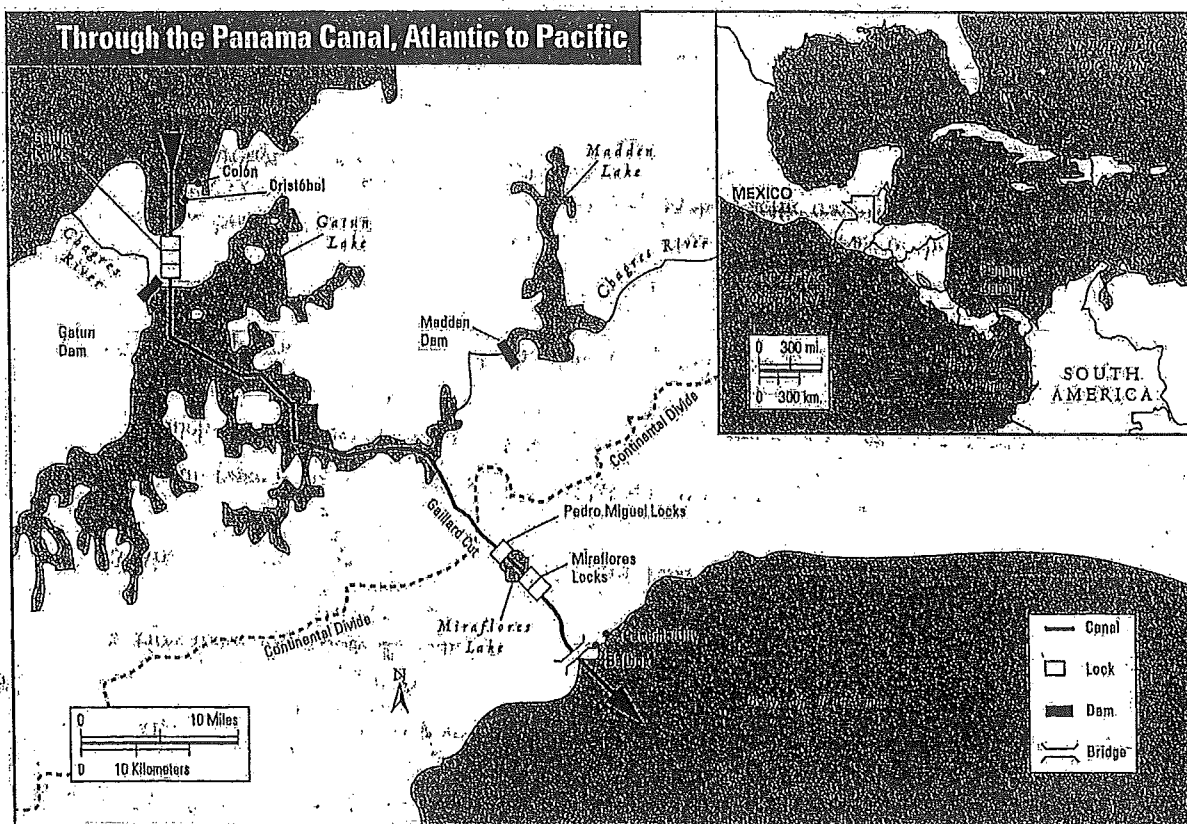 Through the Panama Canal, Atlantic to Pacific
Colón
Cristóbal
Gatun
Lake
Chagres
River
Gatun
Dam
Madden
Lake
Chagres River
Madden
Dam
Continental Divide
Gaillard Cut
Pedro Miguel Locks
Miraflores
Locks
Miraflores
Lake
Continental Divide
N
0 10 Miles
0 10 Kilometers
MEXICO
0 300 mi.
0 300 km.
SOUTH
AMERICA
Canal
Lock
Dam
Bridge